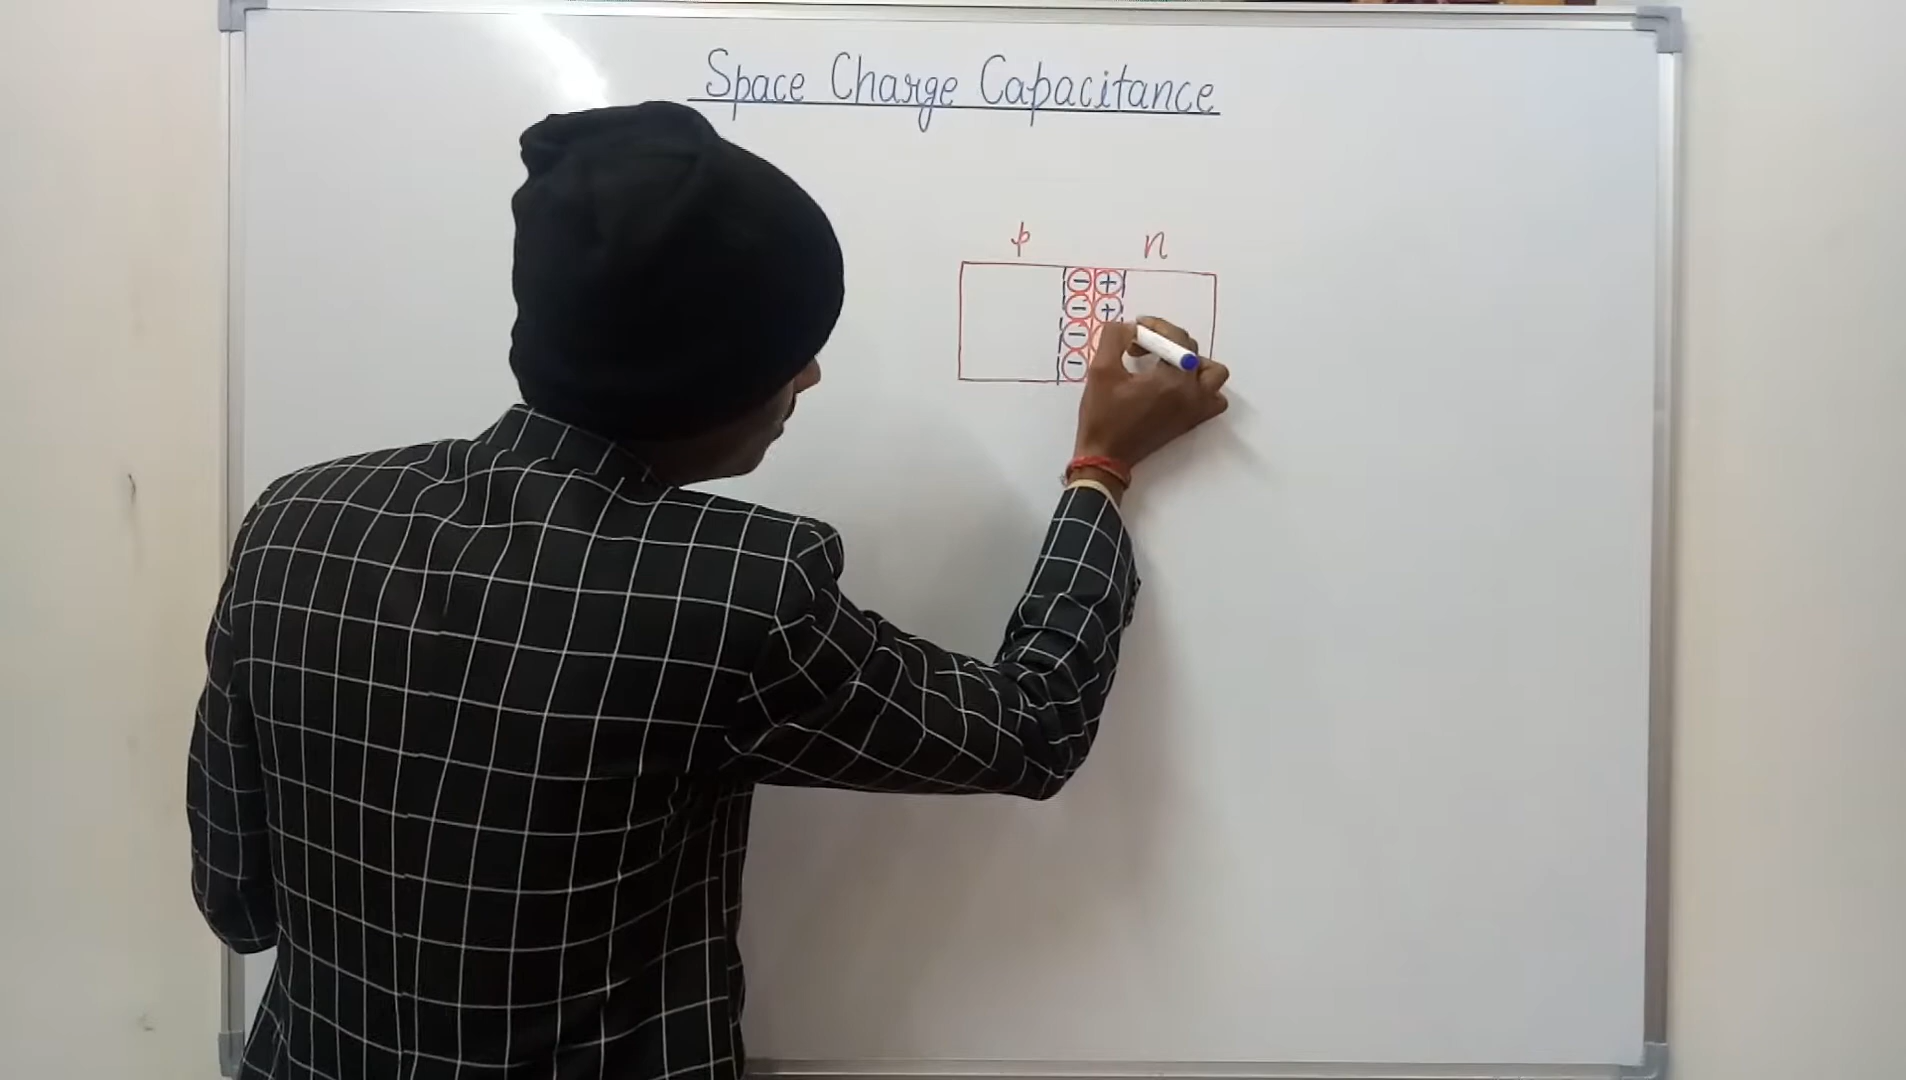 Space Charge Capacitance
p n
- +
- +
-
-